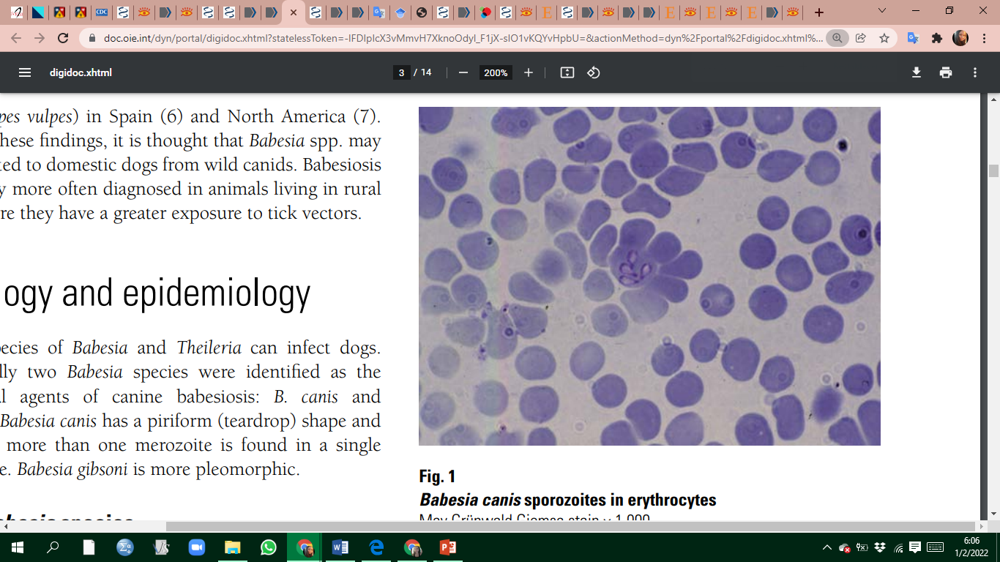 CDC
doc.oie.int/dyn/portal/digidoc.xhtml?statelessToken=-IFDlplcX3vMmvH7XknoOdyl_F1jX-slO1vKQYvHpbU=&actionMethod=dyn%2Fportal%2Fdigidoc.xhtml%...
digidoc.xhtml
3 / 14
200%
pes vulpes) in Spain (6) and North America (7).
hese findings, it is thought that Babesia spp. may
ted to domestic dogs from wild canids. Babesiosis
y more often diagnosed in animals living in rural
re they have a greater exposure to tick vectors.
ogy and epidemiology
ecies of Babesia and Theileria can infect dogs.
lly two Babesia species were identified as the
l agents of canine babesiosis: B. canis and
Babesia canis has a piriform (teardrop) shape and
more than one merozoite is found in a single
e. Babesia gibsoni is more pleomorphic.
Fig. 1
Babesia canis sporozoites in erythrocytes
May Grünwald Giemsa stain × 1,000
6:06
1/2/2022